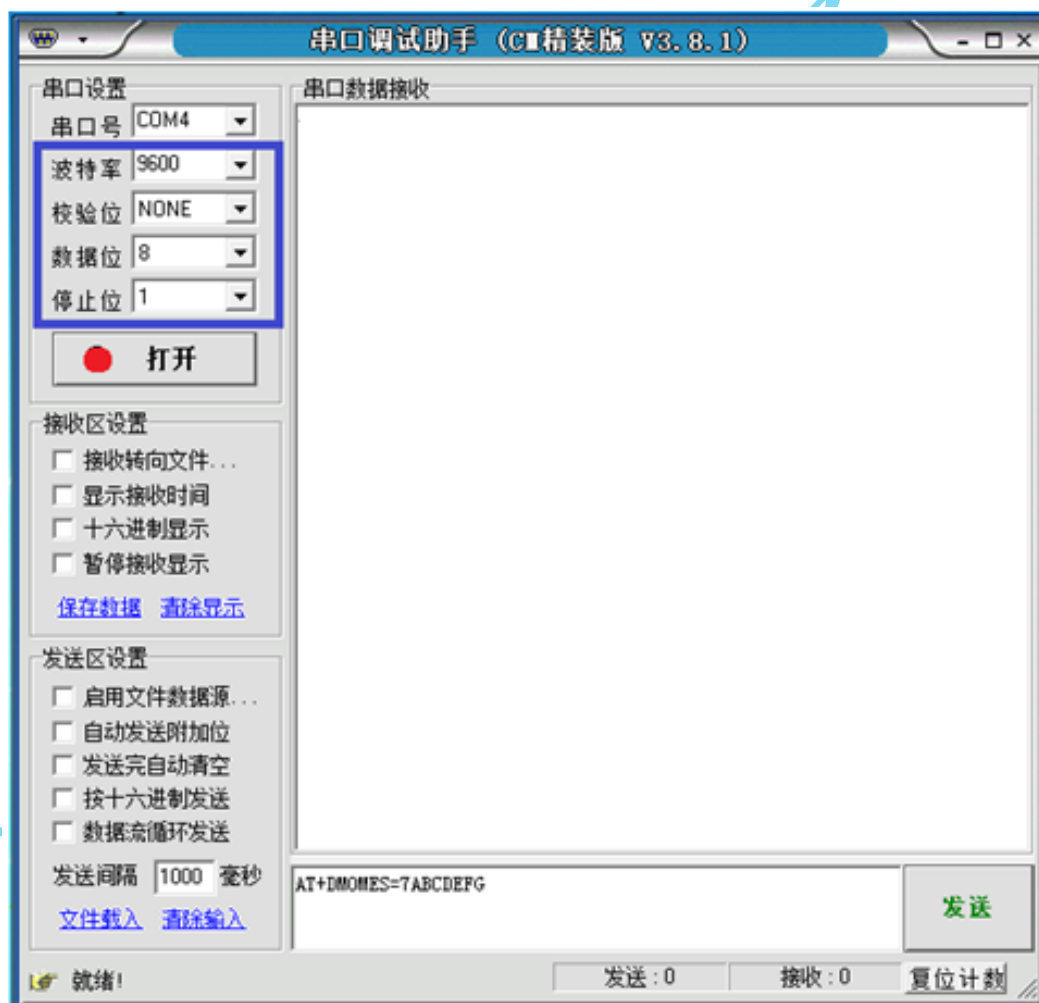 串口调试助手 (CM精装版 V3.8.1)
串口设置
串口号 COM4
波特率 9600
校验位 NONE
数据位 8
停止位 1
打开
接收区设置
接收转向文件...
显示接收时间
十六进制显示
暂停接收显示
保存数据 清除显示
发送区设置
启用文件数据源...
自动发送附加位
发送完自动清空
按十六进制发送
数据流循环发送
发送间隔 1000 毫秒
文件载入 清除输入
串口数据接收
AT+DMOMES=7ABCDEFG
发送
就绪!
发送:0 接收:0 复位计数